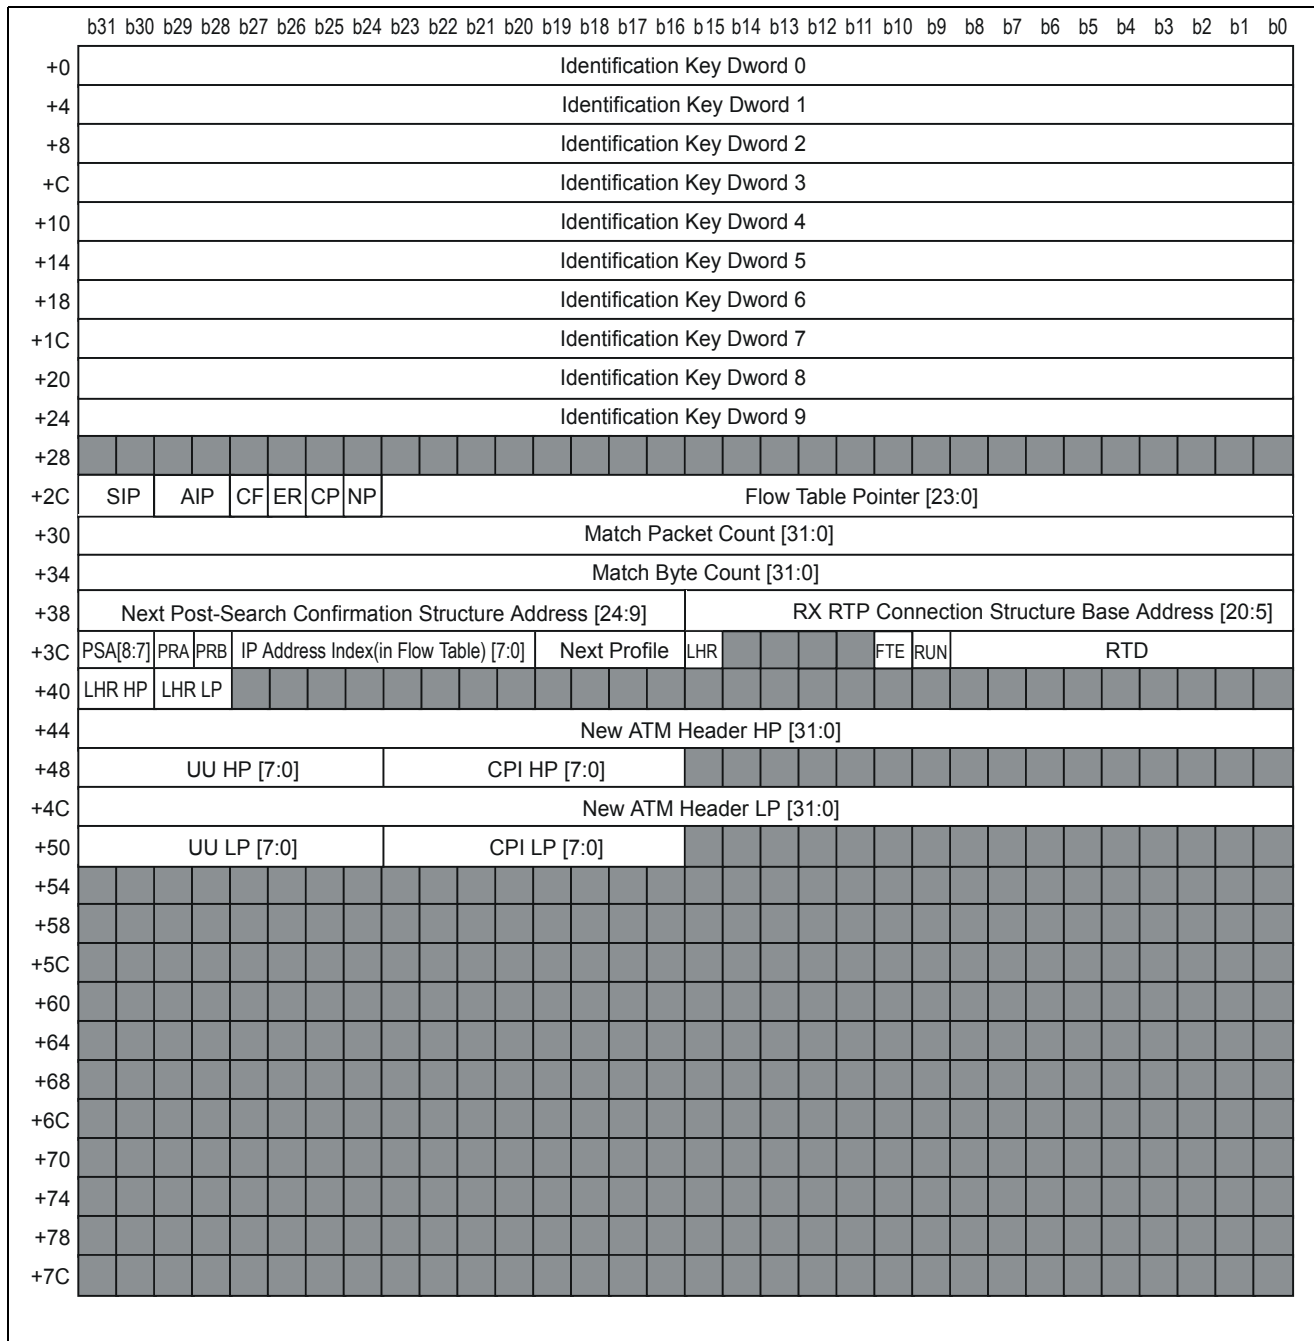 b31 b30 b29 b28 b27 b26 b25 b24 b23 b22 b21 b20 b19 b18 b17 b16 b15 b14 b13 b12 b11 b10 b9 b8 b7 b6 b5 b4 b3 b2 b1 b0
+0 Identification Key Dword 0
+4 Identification Key Dword 1
+8 Identification Key Dword 2
+C Identification Key Dword 3
+10 Identification Key Dword 4
+14 Identification Key Dword 5
+18 Identification Key Dword 6
+1C Identification Key Dword 7
+20 Identification Key Dword 8
+24 Identification Key Dword 9
+28
+2C SIP AIP CF ER CP NP Flow Table Pointer [23:0]
+30 Match Packet Count [31:0]
+34 Match Byte Count [31:0]
+38 Next Post-Search Confirmation Structure Address [24:9] RX RTP Connection Structure Base Address [20:5]
+3C PSA[8:7] PRA PRB IP Address Index(in Flow Table) [7:0] Next Profile LHR FTE RUN RTD
+40 LHR HP LHR LP
+44 New ATM Header HP [31:0]
+48 UU HP [7:0] CPI HP [7:0]
+4C New ATM Header LP [31:0]
+50 UU LP [7:0] CPI LP [7:0]
+54
+58
+5C
+60
+64
+68
+6C
+70
+74
+78
+7C